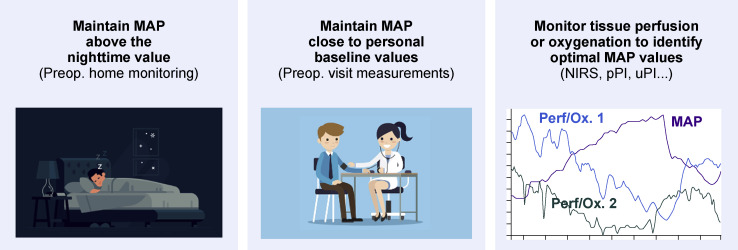 Maintain MAP
above the
nighttime value
(Preop. home monitoring)
z
z
Maintain MAP
close to personal
baseline values
(Preop. visit measurements)
Monitor tissue perfusion
or oxygenation to identify
optimal MAP values
(NIRS, pPI, uPI...)
Perf/Ox. 1
MAP
Perf/Ox. 2